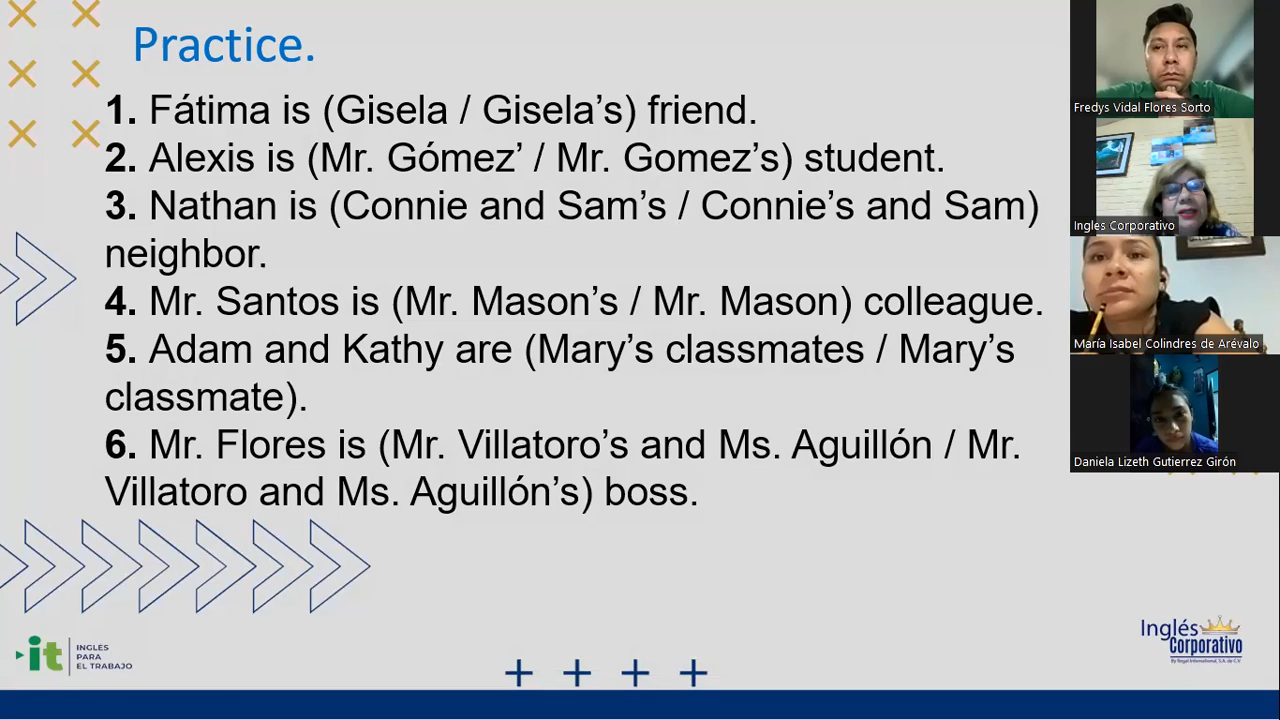 Practice.
1. Fátima is (Gisela / Gisela’s) friend.
2. Alexis is (Mr. Gómez’ / Mr. Gomez’s) student.
3. Nathan is (Connie and Sam’s / Connie’s and Sam)
neighbor.
4. Mr. Santos is (Mr. Mason’s / Mr. Mason) colleague.
5. Adam and Kathy are (Mary’s classmates / Mary’s
classmate).
6. Mr. Flores is (Mr. Villatoro’s and Ms. Aguillón / Mr.
Villatoro and Ms. Aguillón’s) boss.
Fredys Vidal Flores Sorto
Ingles Corporativo
María Isabel Colindres de Arévalo
Daniela Lizeth Gutierrez Girón
it
INGLÉS
PARA
EL TRABAJO
Inglés
Corporativo
By Regal International, S.A. de C.V